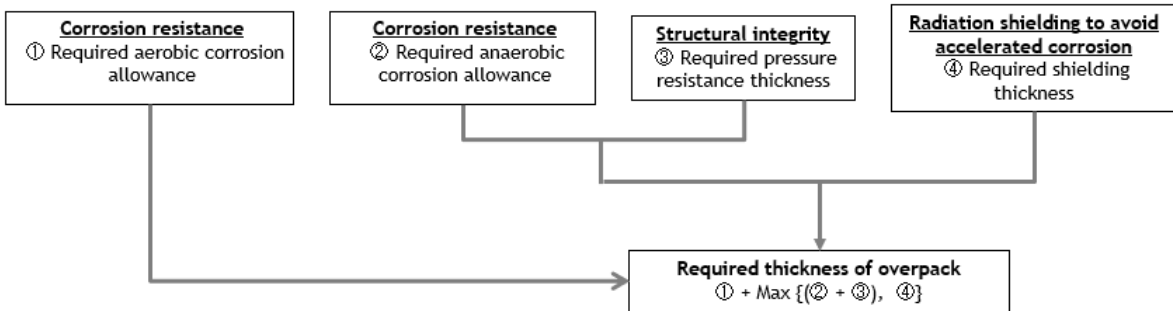 Corrosion resistance
① Required aerobic corrosion
allowance
Corrosion resistance
② Required anaerobic
corrosion allowance
Structural integrity
③ Required pressure
resistance thickness
Radiation shielding to avoid
accelerated corrosion
④ Required shielding
thickness
Required thickness of overpack
① + Max {(② + ③), ④}